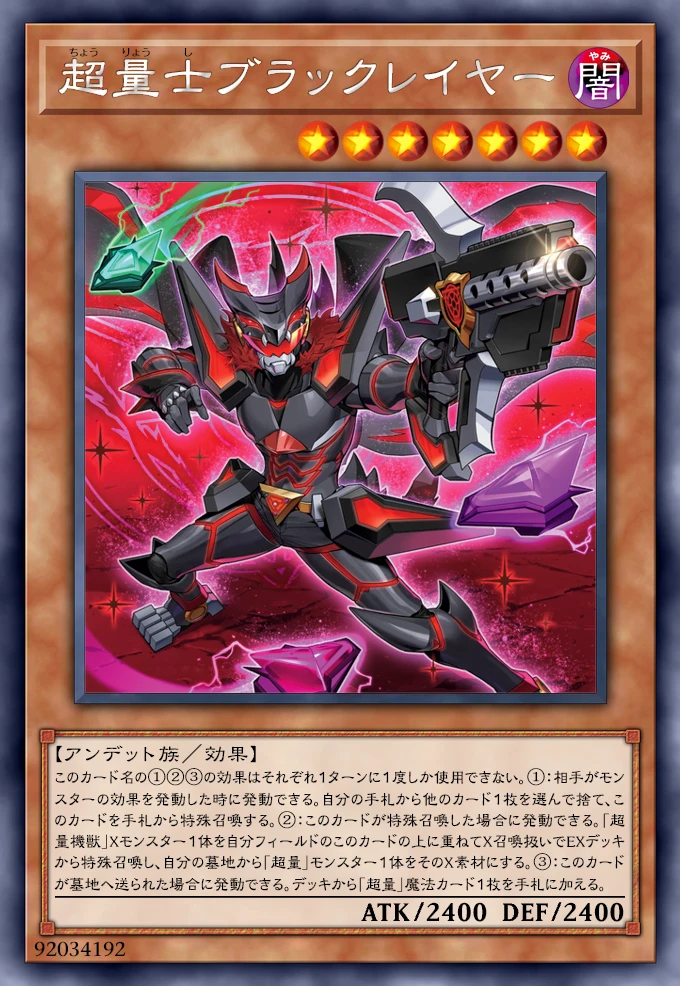 ちょう りょう し
超量士ブラックレイヤー
やみ
闇
【アンデット族／効果】
このカード名の①②③の効果はそれぞれ1ターンに1度しか使用できない。①：相手がモン
スターの効果を発動した時に発動できる。自分の手札から他のカード1枚を選んで捨て、こ
のカードを手札から特殊召喚する。②：このカードが特殊召喚した場合に発動できる。「超
量機獣」Xモンスター1体を自分フィールドのこのカードの上に重ねてX召喚扱いでEXデッキ
から特殊召喚し、自分の墓地から「超量」モンスター1体をそのX素材にする。③：このカード
が墓地へ送られた場合に発動できる。デッキから「超量」魔法カード1枚を手札に加える。
ATK/2400 DEF/2400
92034192